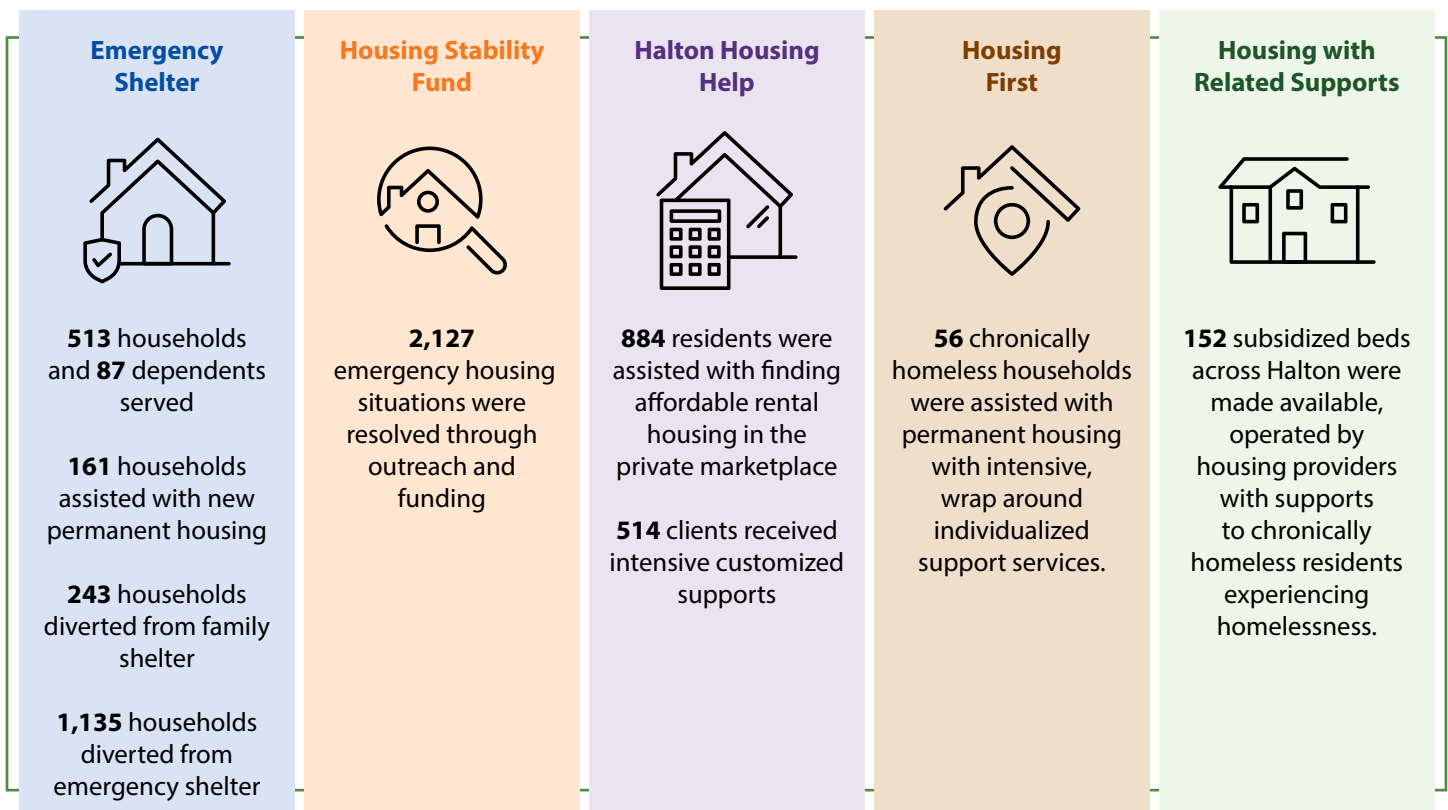 Emergency
Shelter
513 households
and 87 dependents
served
161 households
assisted with new
permanent housing
243 households
diverted from family
shelter
1,135 households
diverted from
emergency shelter
Housing Stability
Fund
2,127
emergency housing
situations were
resolved through
outreach and
funding
Halton Housing
Help
884 residents were
assisted with finding
affordable rental
housing in the
private marketplace
514 clients received
intensive customized
supports
Housing
First
56 chronically
homeless households
were assisted with
permanent housing
with intensive,
wrap around
individualized
support services.
Housing with
Related Supports
152 subsidized beds
across Halton were
made available,
operated by
housing providers
with supports
to chronically
homeless residents
experiencing
homelessness.